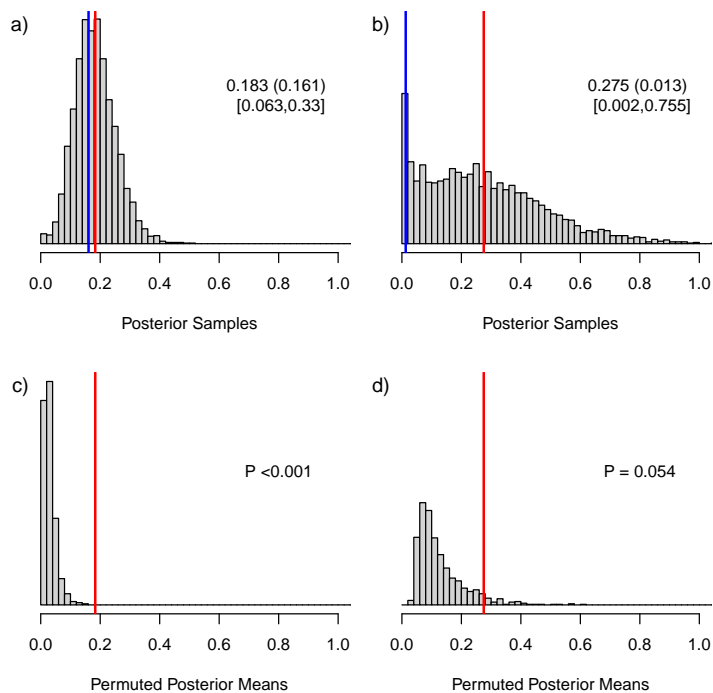 a)
0.183 (0.161)
[0.063,0.33]
0.0 0.2 0.4 0.6 0.8 1.0
Posterior Samples
b)
0.275 (0.013)
[0.002,0.755]
0.0 0.2 0.4 0.6 0.8 1.0
Posterior Samples
c)
P <0.001
0.0 0.2 0.4 0.6 0.8 1.0
Permuted Posterior Means
d)
P = 0.054
0.0 0.2 0.4 0.6 0.8 1.0
Permuted Posterior Means